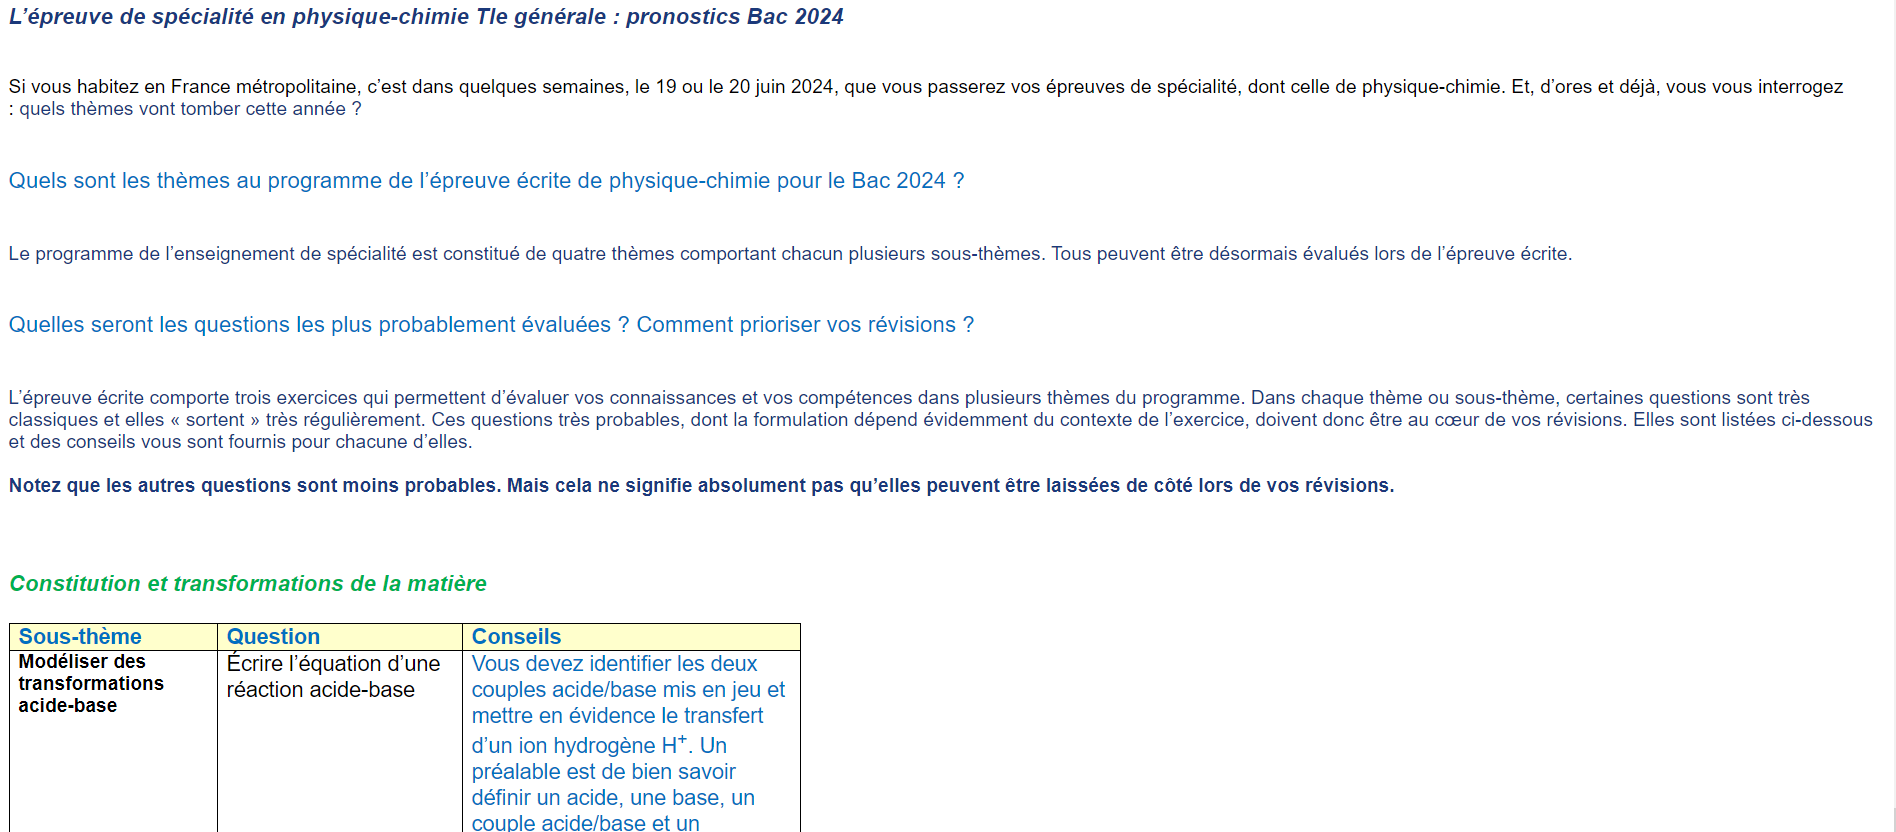 L’épreuve de spécialité en physique-chimie Tle générale : pronostics Bac 2024
Si vous habitez en France métropolitaine, c’est dans quelques semaines, le 19 ou le 20 juin 2024, que vous passerez vos épreuves de spécialité, dont celle de physique-chimie. Et, d’ores et déjà, vous vous interrogez
: quels thèmes vont tomber cette année ?
Quels sont les thèmes au programme de l’épreuve écrite de physique-chimie pour le Bac 2024 ?
Le programme de l’enseignement de spécialité est constitué de quatre thèmes comportant chacun plusieurs sous-thèmes. Tous peuvent être désormais évalués lors de l’épreuve écrite.
Quelles seront les questions les plus probablement évaluées ? Comment prioriser vos révisions ?
L’épreuve écrite comporte trois exercices qui permettent d’évaluer vos connaissances et vos compétences dans plusieurs thèmes du programme. Dans chaque thème ou sous-thème, certaines questions sont très
classiques et elles « sortent » très régulièrement. Ces questions très probables, dont la formulation dépend évidemment du contexte de l’exercice, doivent donc être au cœur de vos révisions. Elles sont listées ci-dessous
et des conseils vous sont fournis pour chacune d’elles.
Notez que les autres questions sont moins probables. Mais cela ne signifie absolument pas qu’elles peuvent être laissées de côté lors de vos révisions.
Constitution et transformations de la matière
Sous-thème
Question
Conseils
Modéliser des
transformations
acide-base
Écrire l’équation d’une
réaction acide-base
Vous devez identifier les deux
couples acide/base mis en jeu et
mettre en évidence le transfert
d’un ion hydrogène H⁺. Un
préalable est de bien savoir
définir un acide, une base, un
couple acide/base et un